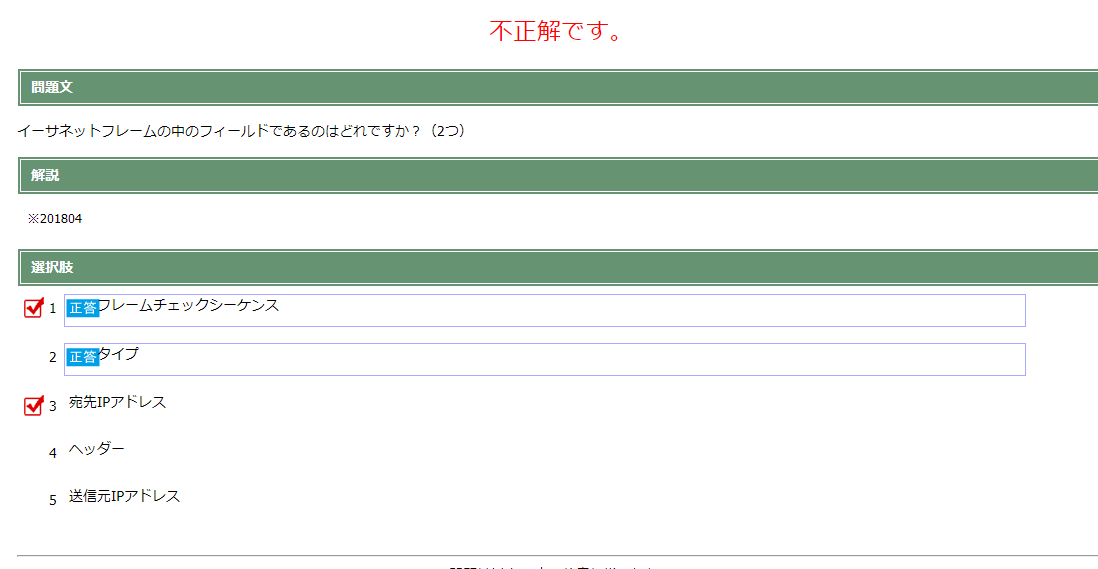 不正解です。
問題文
イーサネットフレームの中のフィールドであるのはどれですか？（2つ）
解説
※201804
選択肢
1 正答フレームチェックシーケンス
2 正答タイプ
3 宛先IPアドレス
4 ヘッダー
5 送信元IPアドレス